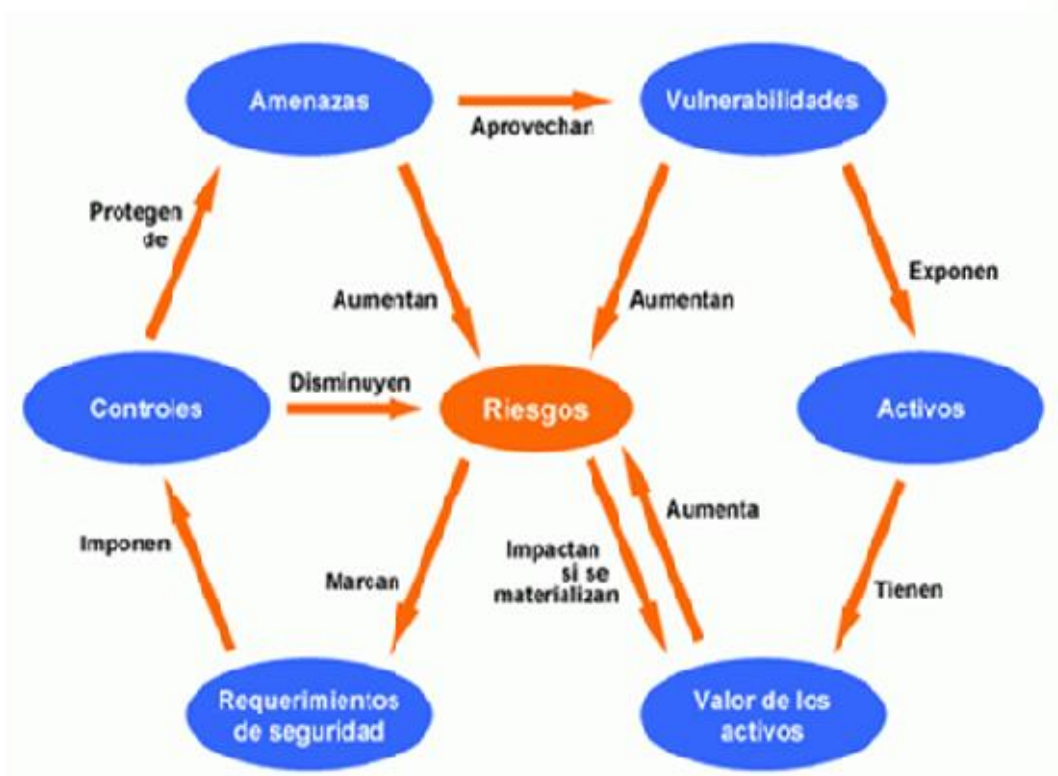 Amenazas
Vulnerabilidades
Aprovechan
Protegen
de
Exponen
Aumentan
Aumentan
Disminuyen
Controles
Riesgos
Activos
Aumenta
Imponen
Impactan
si se
materializan
Marcan
Tienen
Requerimientos
de seguridad
Valor de los
activos